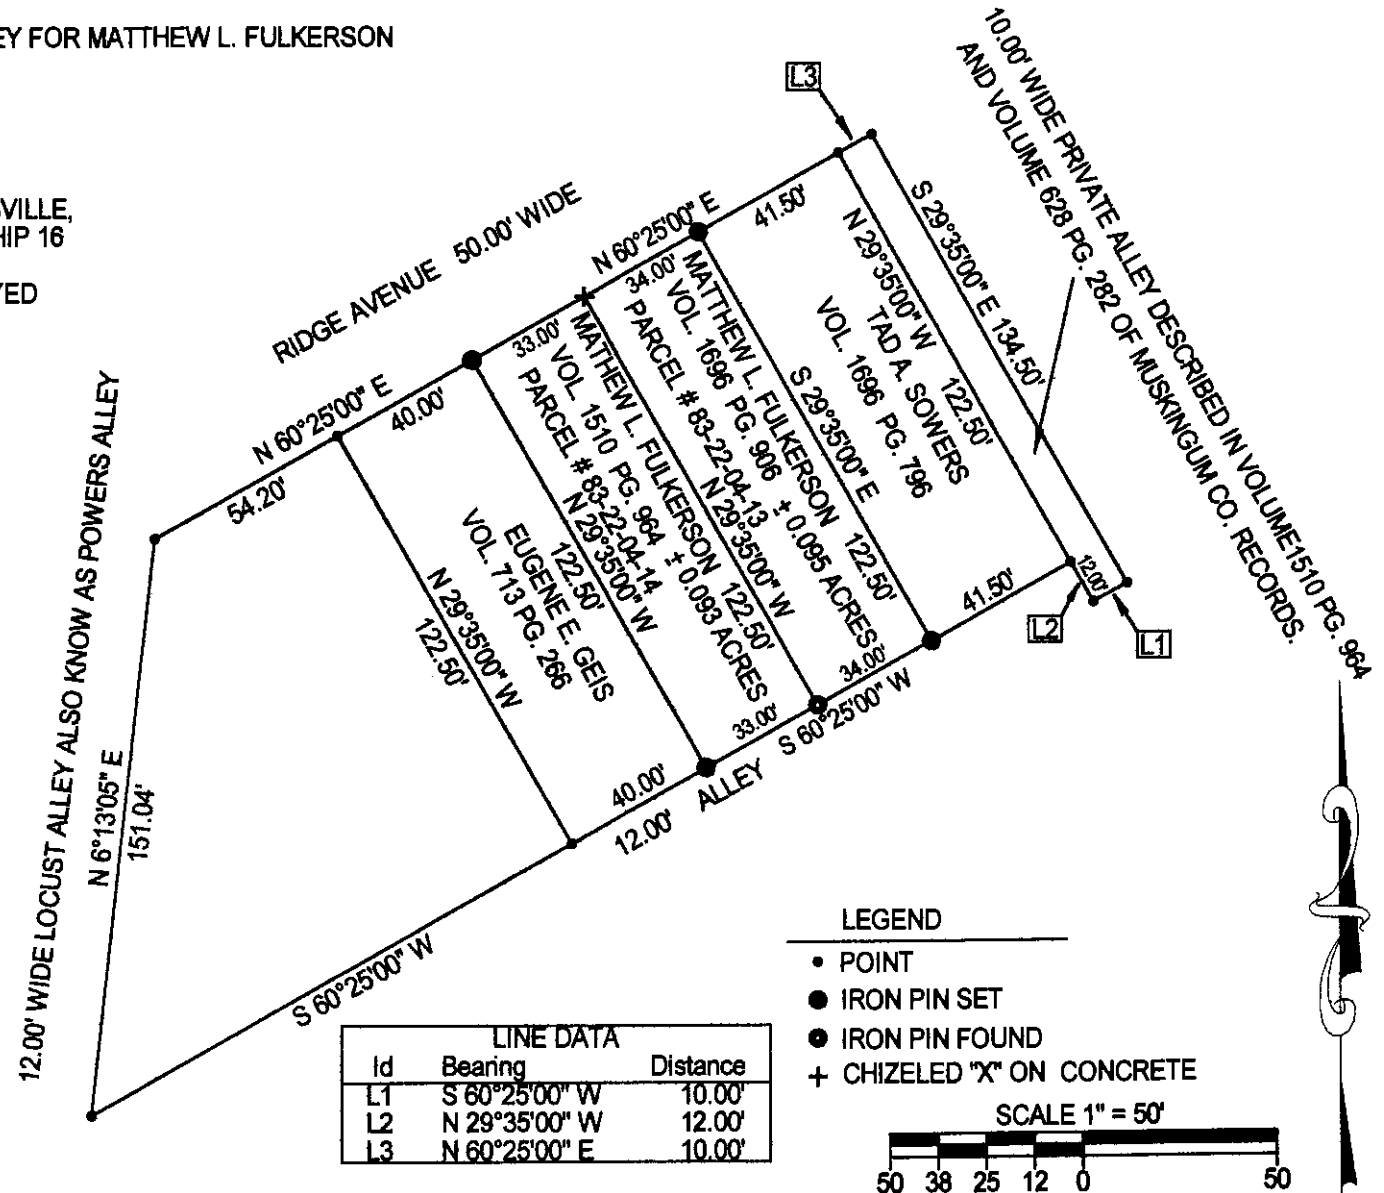 EY FOR MATTHEW L. FULKERSON
VILLE,
HIP 16
YED
10.00' WIDE PRIVATE ALLEY DESCRIBED IN VOLUME1510 PG. 964
AND VOLUME 628 PG. 282 OF MUSKINGUM CO. RECORDS.
L3
RIDGE AVENUE 50.00' WIDE
N 60°25'00" E
41.50'
34.00'
33.00'
N 60°25'00" E
40.00'
54.20'
S 29°35'00" E 134.50'
N 29°35'00" W 122.50'
TAD A. SOWERS
VOL. 1696 PG. 796
S 29°35'00" E 122.50'
MATTHEW L. FULKERSON
VOL. 1696 PG. 906 ± 0.095 ACRES
PARCEL # 83-22-04-13
N 29°35'00" W 122.50'
MATHEW L. FULKERSON
VOL. 1510 PG. 964 ± 0.093 ACRES
PARCEL # 83-22-04-14
N 29°35'00" W
122.50'
EUGENE E. GEIS
VOL. 713 PG. 266
N 29°35'00" W
122.50'
12.00' WIDE LOCUST ALLEY ALSO KNOW AS POWERS ALLEY
N 6°13'05" E
151.04'
12.00'
L2
L1
41.50'
34.00'
33.00'
S 60°25'00" W
40.00'
12.00' ALLEY
S 60°25'00" W
LINE DATA
Id Bearing Distance
L1 S 60°25'00" W 10.00'
L2 N 29°35'00" W 12.00'
L3 N 60°25'00" E 10.00'
LEGEND
POINT
IRON PIN SET
IRON PIN FOUND
+ CHIZELED "X" ON CONCRETE
SCALE 1" = 50'
50 38 25 12 0 50